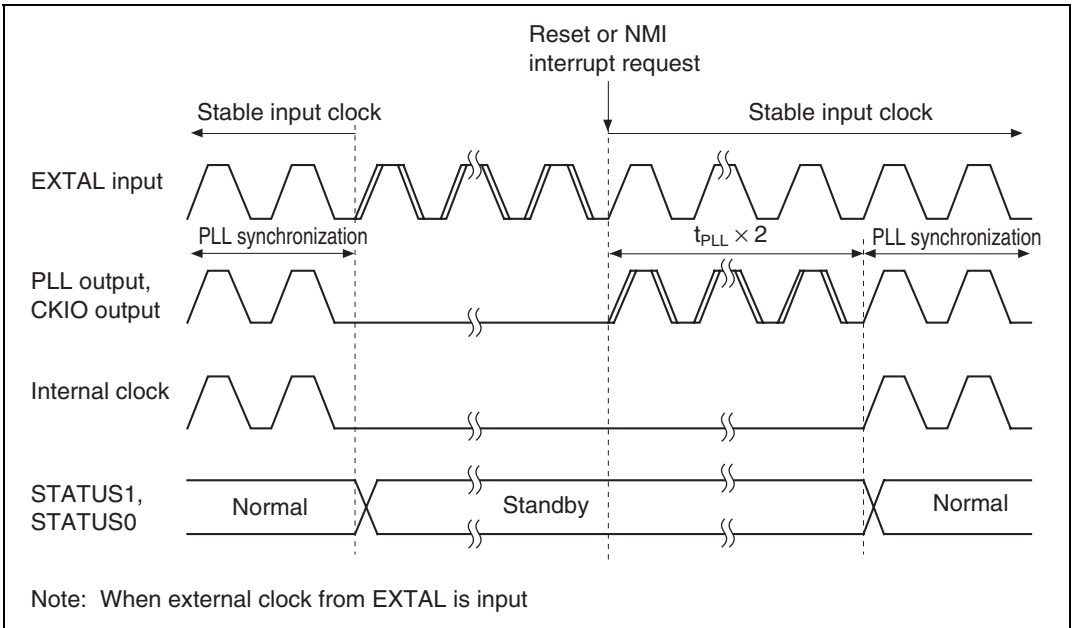 Reset or NMI
interrupt request
Stable input clock
Stable input clock
EXTAL input
PLL synchronization
tPLL × 2
PLL synchronization
PLL output,
CKIO output
Internal clock
STATUS1,
STATUS0
Normal
Standby
Normal
Note: When external clock from EXTAL is input